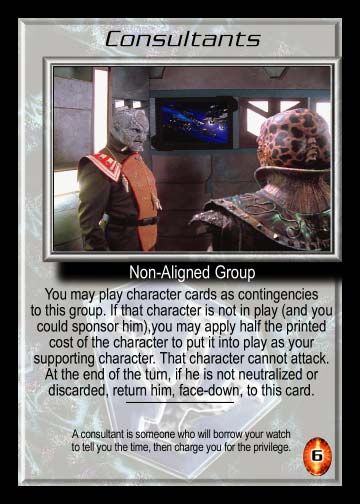 Consultants
Non-Aligned Group
You may play character cards as contingencies
to this group. If that character is not in play (and you
could sponsor him),you may apply half the printed
cost of the character to put it into play as your
supporting character. That character cannot attack.
At the end of the turn, if he is not neutralized or
discarded, return him, face-down, to this card.
A consultant is someone who will borrow your watch
to tell you the time, then charge you for the privilege.
6